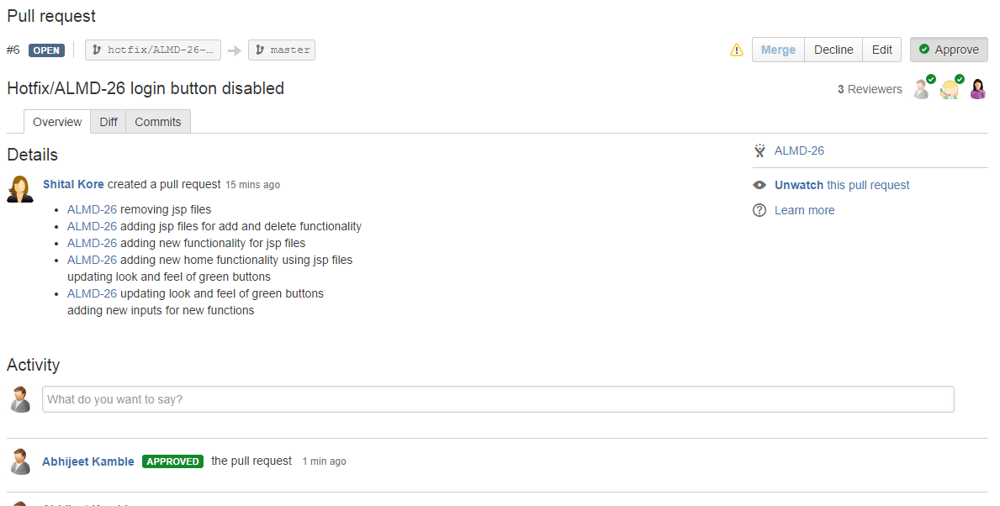 Pull request
#6 OPEN hotfix/ALMD-26-… master Merge Decline Edit Approve
Hotfix/ALMD-26 login button disabled 3 Reviewers
Overview Diff Commits
Details
ALMD-26
Shital Kore created a pull request 15 mins ago
Unwatch this pull request
Learn more
ALMD-26 removing jsp files
ALMD-26 adding jsp files for add and delete functionality
ALMD-26 adding new functionality for jsp files
ALMD-26 adding new home functionality using jsp files
updating look and feel of green buttons
ALMD-26 updating look and feel of green buttons
adding new inputs for new functions
Activity
What do you want to say?
Abhijeet Kamble APPROVED the pull request 1 min ago